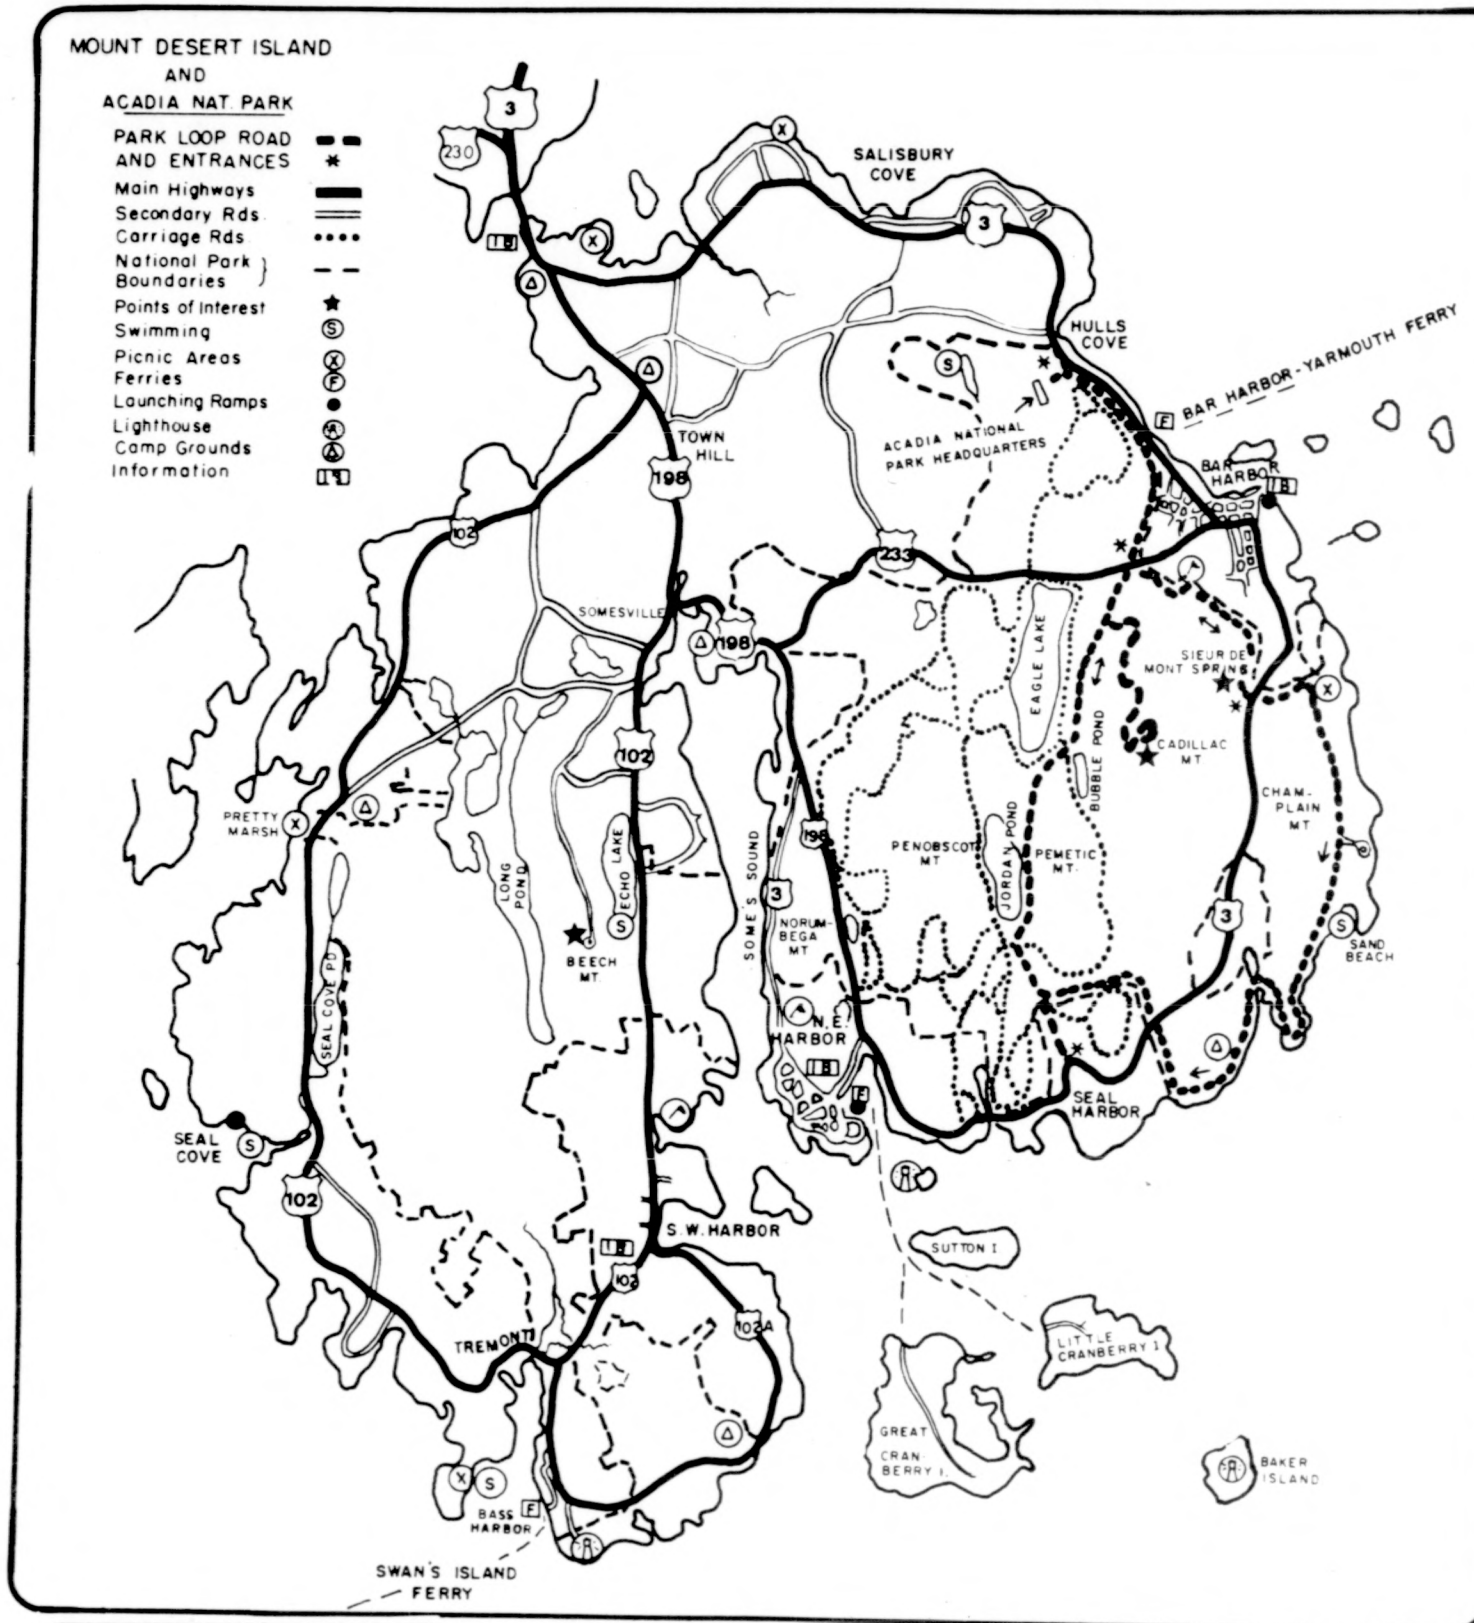 MOUNT DESERT ISLAND
AND
ACADIA NAT. PARK
PARK LOOP ROAD
AND ENTRANCES
Main Highways
Secondary Rds.
Carriage Rds.
National Park
Boundaries
Points of Interest
Swimming
S
Picnic Areas
X
Ferries
F
Launching Ramps
Lighthouse
Camp Grounds
Information
3
230
X
SALISBURY
COVE
3
X
HULLS
COVE
BAR HARBOR-YARMOUTH FERRY
F
S
ACADIA NATIONAL
PARK HEADQUARTERS
TOWN
HILL
198
BAR
HARBOR
102
233
SOMESVILLE
198
EAGLE LAKE
SIEUR DE
MONT SPRING
X
102
CADILLAC
MT
BUBBLE POND
CHAM-
PLAIN
MT
PRETTY
MARSH
X
198
PENOBSCOT
MT
JORDAN POND
PEMETIC
MT.
LONG
POND
ECHO LAKE
S
SOME'S SOUND
3
NORUM-
BEGA
MT
3
S
SAND
BEACH
BEECH
MT.
SEAL COVE PD
N.E.
HARBOR
F
SEAL
HARBOR
SEAL
COVE
S
102
S.W. HARBOR
SUTTON I
102
102A
TREMONT
LITTLE
CRANBERRY I
GREAT
CRAN-
BERRY I.
BAKER
ISLAND
X
S
BASS
HARBOR
F
SWAN'S ISLAND
FERRY